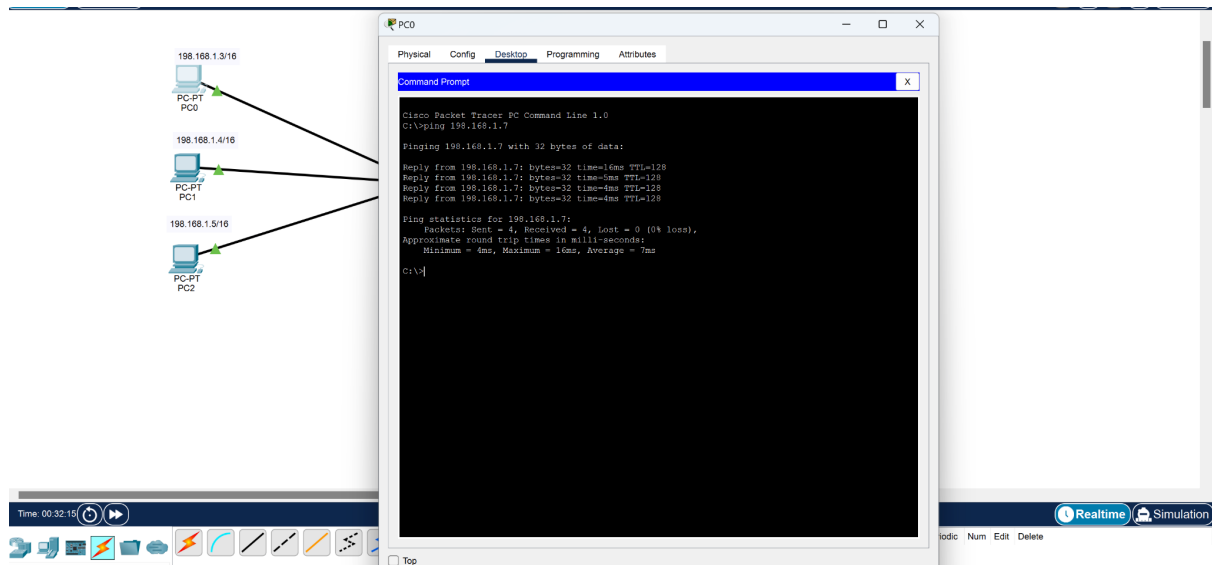 PC0
Physical Config Desktop Programming Attributes
Command Prompt
X
Cisco Packet Tracer PC Command Line 1.0
C:\>ping 198.168.1.7
Pinging 198.168.1.7 with 32 bytes of data:
Reply from 198.168.1.7: bytes=32 time=16ms TTL=128
Reply from 198.168.1.7: bytes=32 time=5ms TTL=128
Reply from 198.168.1.7: bytes=32 time=4ms TTL=128
Reply from 198.168.1.7: bytes=32 time=4ms TTL=128
Ping statistics for 198.168.1.7:
Packets: Sent = 4, Received = 4, Lost = 0 (0% loss),
Approximate round trip times in milli-seconds:
Minimum = 4ms, Maximum = 16ms, Average = 7ms
C:\>
Top
198.168.1.3/16
PC-PT
PC0
198.168.1.4/16
PC-PT
PC1
198.168.1.5/16
PC-PT
PC2
Time: 00:32:15
Realtime
Simulation
Num Edit Delete